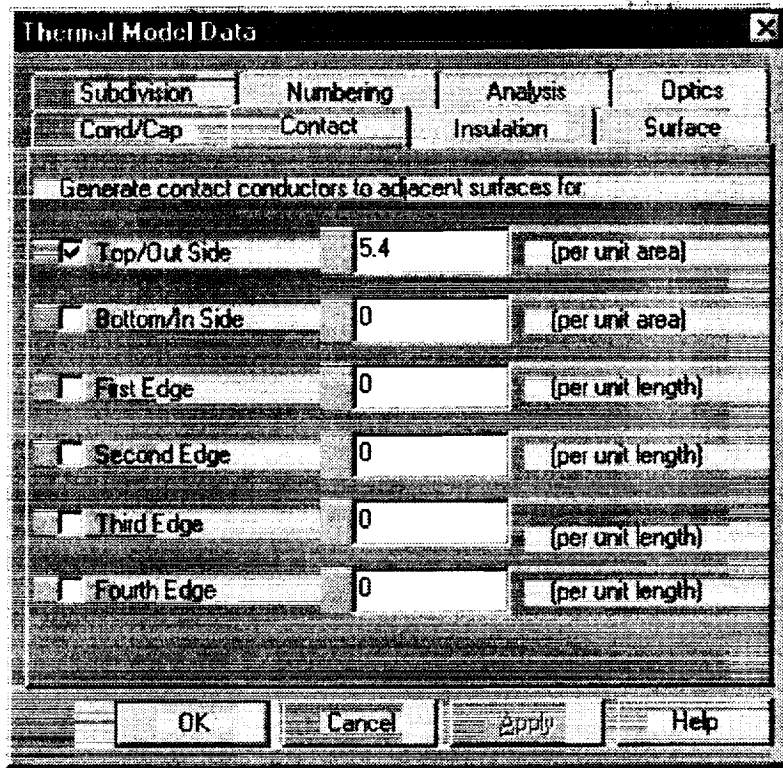 Thermal Model Data
Subdivision Numbering Analysis Optics
Cond/Cap Contact Insulation Surface
Generate contact conductors to adjacent surfaces for
Top/Out Side 5.4 (per unit area)
Bottom/In Side 0 (per unit area)
First Edge 0 (per unit length)
Second Edge 0 (per unit length)
Third Edge 0 (per unit length)
Fourth Edge 0 (per unit length)
OK Cancel Apply Help